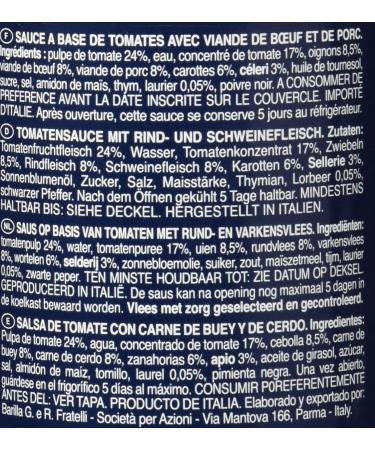 F SAUCE A BASE DE TOMATES AVEC VIANDE DE BŒUF ET DE PORC.
Ingrédients : pulpe de tomate 24%, eau, concentré de tomate 17%, oignons 8,5%,
viande de bœuf 8%, viande de porc 8%, carottes 6%, céleri 3%, huile de tournesol,
sucre, sel, amidon de maïs, thym, laurier 0,05%, poivre noir. A CONSOMMER DE
PREFERENCE AVANT LA DATE INSCRITE SUR LE COUVERCLE. IMPORTÉ
D'ITALIE. Après ouverture, cette sauce se conserve 5 jours au réfrigérateur.
D TOMATENSAUCE MIT RIND- UND SCHWEINEFLEISCH. Zutaten:
Tomatenfruchtfleisch 24%, Wasser, Tomatenkonzentrat 17%, Zwiebeln
8,5%, Rindfleisch 8%, Schweinefleisch 8%, Karotten 6%, Sellerie 3%,
Sonnenblumenöl, Zucker, Salz, Maisstärke, Thymian, Lorbeer 0,05%,
schwarzer Pfeffer. Nach dem Öffnen gekühlt 5 Tage haltbar. MINDESTENS
HALTBAR BIS: SIEHE DECKEL. HERGESTELLT IN ITALIEN.
NL SAUS OP BASIS VAN TOMATEN MET RUND- EN VARKENSVLEES. Ingrediënten:
tomatenpulp 24%, water, tomatenpuree 17%, uien 8,5%, rundvlees 8%, varkensvlees
8%, wortelen 6%, selderij 3%, zonnebloemolie, suiker, zout, maïszetmeel, tijm, laurier
0,05%, zwarte peper. TEN MINSTE HOUDBAAR TOT: ZIE DATUM OP DEKSEL.
GEPRODUCEERD IN ITALIË. De saus kan na opening nog maximaal 5 dagen in
de koelkast bewaard worden. Vlees met zorg geselecteerd en gecontroleerd.
E SALSA DE TOMATE CON CARNE DE BUEY Y DE CERDO. Ingredientes:
Pulpa de tomate 24%, agua, concentrado de tomate 17%, cebolla 8,5%, carne de
buey 8%, carne de cerdo 8%, zanahorias 6%, apio 3%, aceite de girasol, azúcar,
sal, almidón de maíz, tomillo, laurel 0,05%, pimienta negra. Una vez abierto,
guárdese en el frigorífico 5 días al máximo. CONSUMIR PREFERENTEMENTE
ANTES DEL: VER TAPA. PRODUCTO DE ITALIA. Elaborado y exportado por:
Barilla G. e R. Fratelli - Società per Azioni - Via Mantova 166, Parma - Italy.